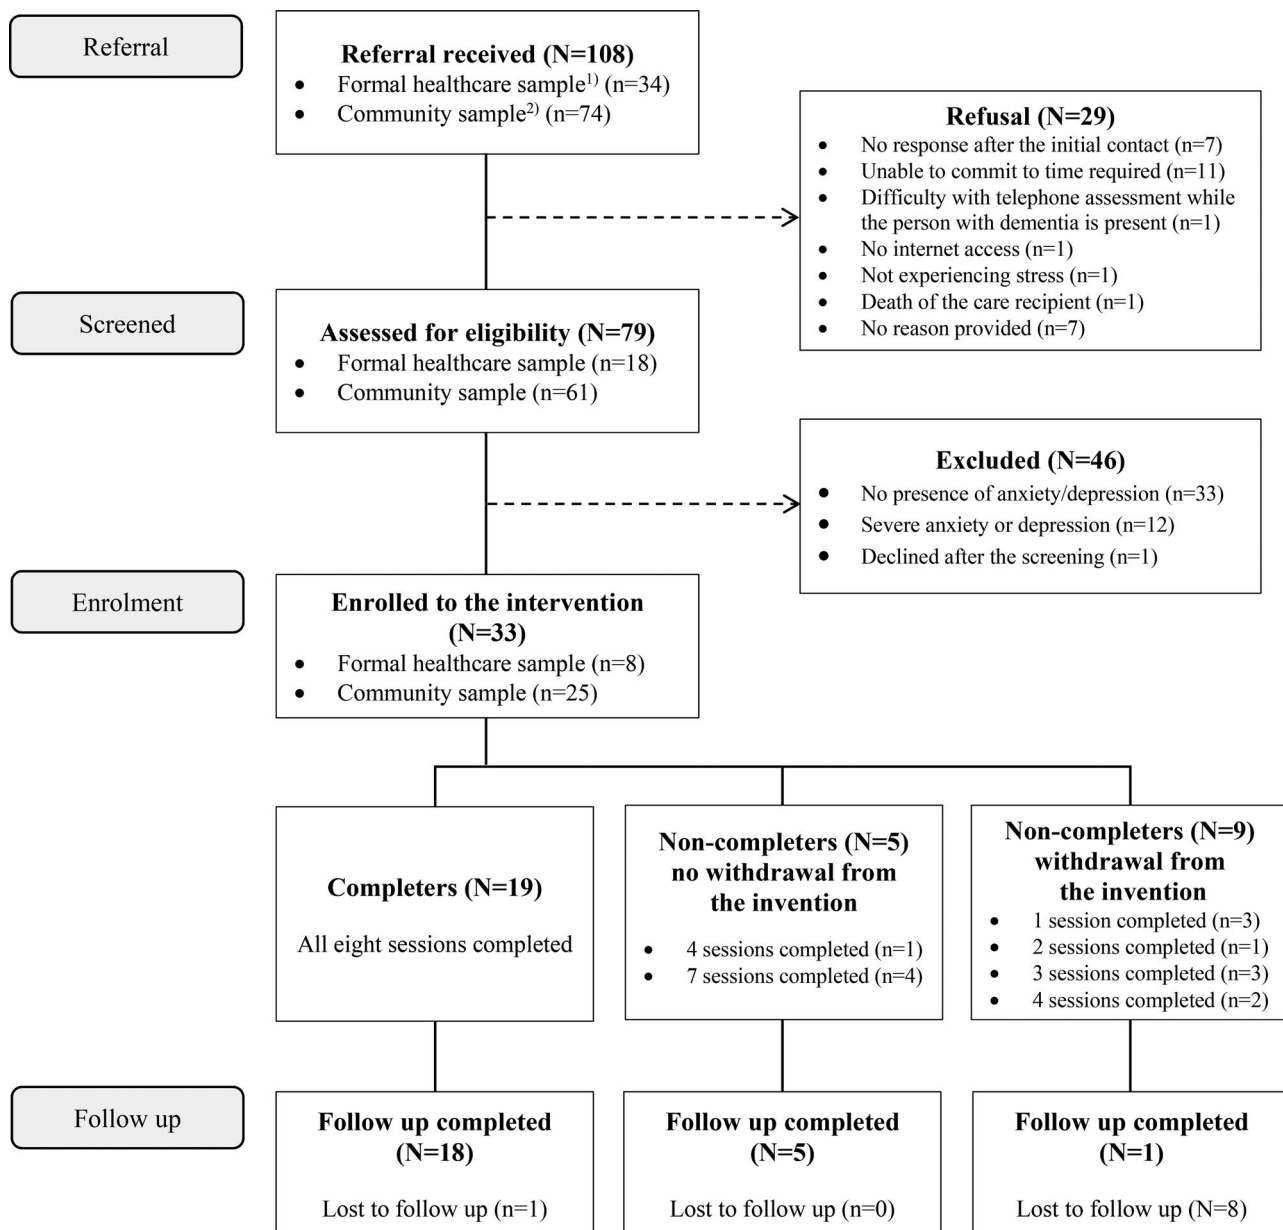 Referral
Referral received (N=108)
• Formal healthcare sample1) (n=34)
• Community sample2) (n=74)
Refusal (N=29)
• No response after the initial contact (n=7)
• Unable to commit to time required (n=11)
• Difficulty with telephone assessment while
the person with dementia is present (n=1)
• No internet access (n=1)
• Not experiencing stress (n=1)
• Death of the care recipient (n=1)
• No reason provided (n=7)
Screened
Assessed for eligibility (N=79)
• Formal healthcare sample (n=18)
• Community sample (n=61)
Excluded (N=46)
• No presence of anxiety/depression (n=33)
• Severe anxiety or depression (n=12)
• Declined after the screening (n=1)
Enrolment
Enrolled to the intervention
(N=33)
• Formal healthcare sample (n=8)
• Community sample (n=25)
Completers (N=19)
All eight sessions completed
Non-completers (N=5)
no withdrawal from
the invention
• 4 sessions completed (n=1)
• 7 sessions completed (n=4)
Non-completers (N=9)
withdrawal from
the invention
• 1 session completed (n=3)
• 2 sessions completed (n=1)
• 3 sessions completed (n=3)
• 4 sessions completed (n=2)
Follow up
Follow up completed
(N=18)
Lost to follow up (n=1)
Follow up completed
(N=5)
Lost to follow up (n=0)
Follow up completed
(N=1)
Lost to follow up (N=8)